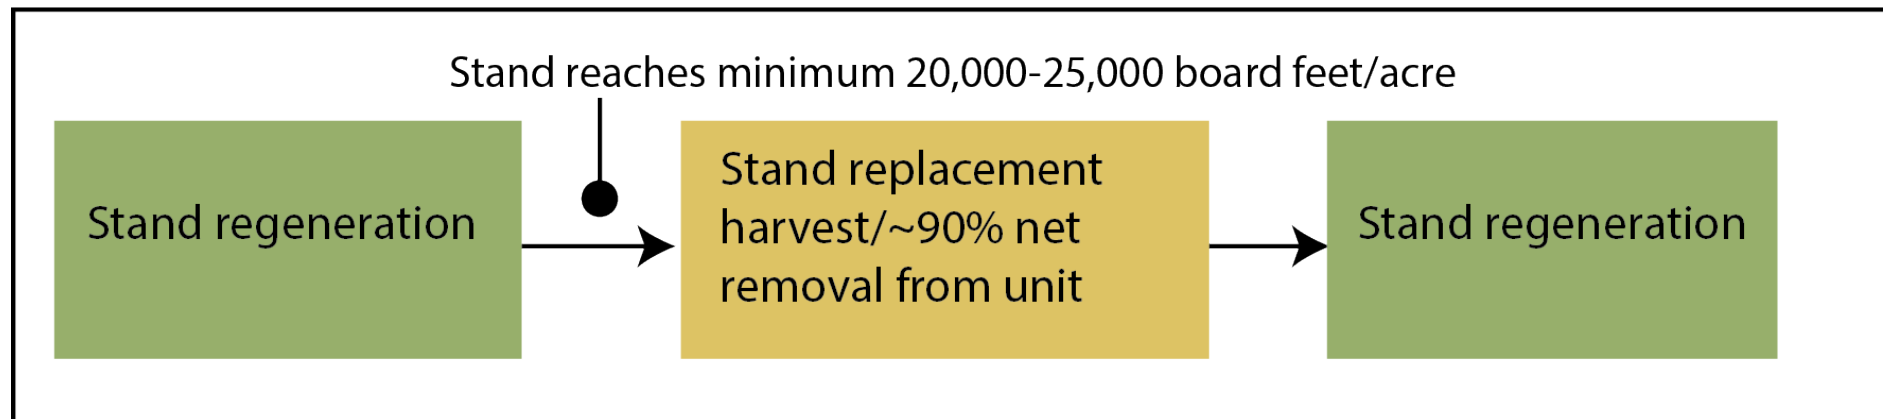 Stand reaches minimum 20,000-25,000 board feet/acre
Stand regeneration
Stand replacement
harvest/~90% net
removal from unit
Stand regeneration